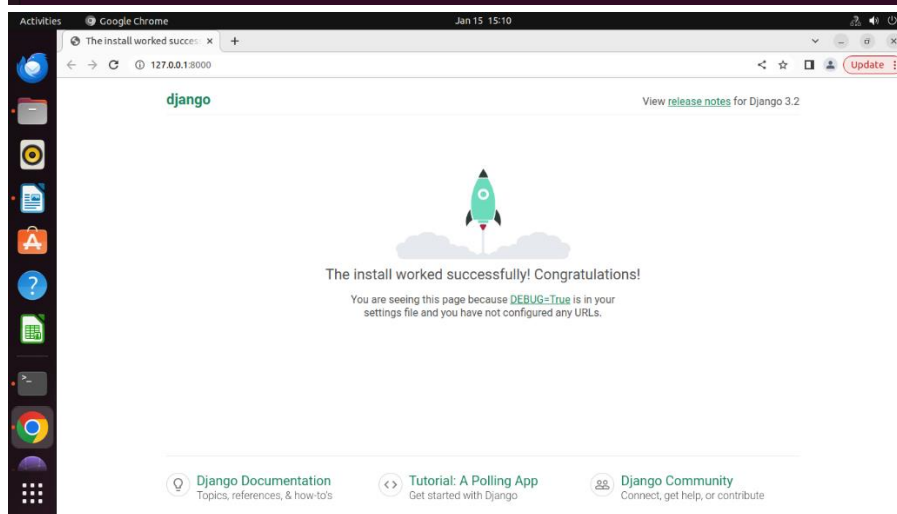 Activities
Google Chrome
Jan 15 15:10
The install worked succes
127.0.0.1:8000
Update
django
View release notes for Django 3.2
The install worked successfully! Congratulations!
You are seeing this page because DEBUG=True is in your
settings file and you have not configured any URLs.
Django Documentation
Topics, references, & how-to's
Tutorial: A Polling App
Get started with Django
Django Community
Connect, get help, or contribute